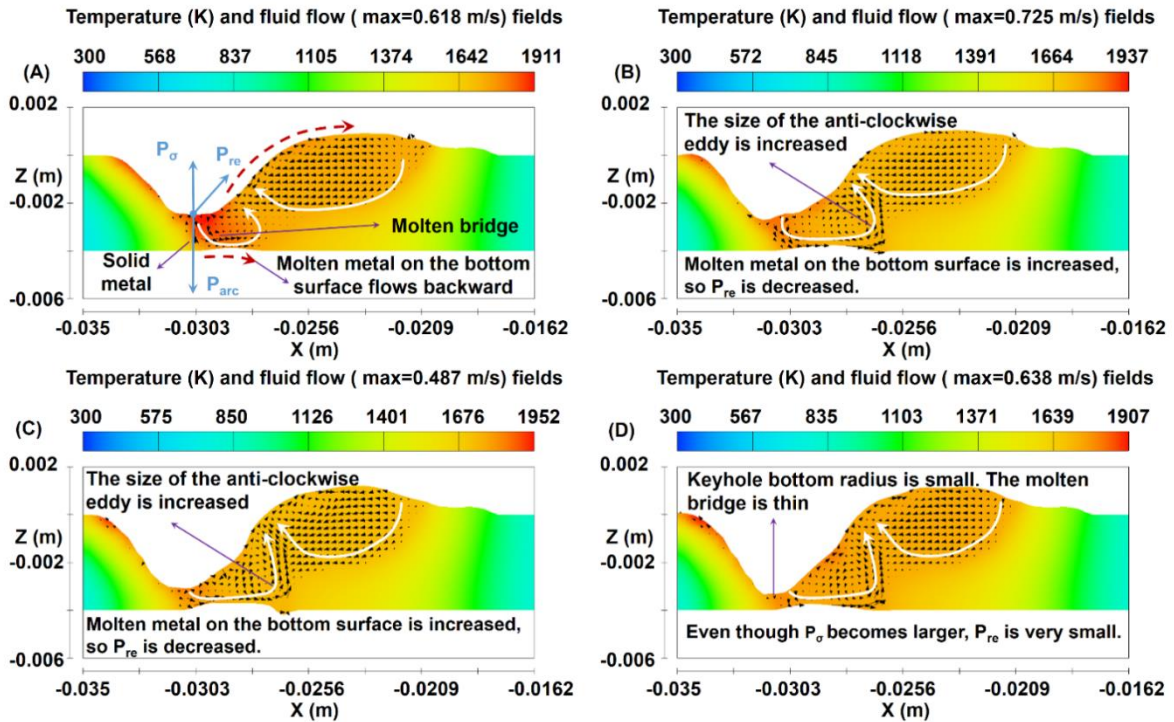 Temperature (K) and fluid flow ( max=0.618 m/s) fields
300 568 837 1105 1374 1642 1911
(A)
0.002
Pσ
Pre
Z (m)
-0.002
Molten bridge
Solid
metal
Molten metal on the bottom
surface flows backward
Parc
-0.006
-0.035 -0.0303 -0.0256 -0.0209 -0.0162
X (m)
Temperature (K) and fluid flow ( max=0.725 m/s) fields
300 572 845 1118 1391 1664 1937
(B)
0.002
The size of the anti-clockwise
eddy is increased
Z (m)
-0.002
Molten metal on the bottom surface is increased,
so Pre is decreased.
-0.006
-0.035 -0.0303 -0.0256 -0.0209 -0.0162
X (m)
Temperature (K) and fluid flow ( max=0.487 m/s) fields
300 575 850 1126 1401 1676 1952
(C)
0.002
The size of the anti-clockwise
eddy is increased
Z (m)
-0.002
Molten metal on the bottom surface is increased,
so Pre is decreased.
-0.006
-0.035 -0.0303 -0.0256 -0.0209 -0.0162
X (m)
Temperature (K) and fluid flow ( max=0.638 m/s) fields
300 567 835 1103 1371 1639 1907
(D)
0.002
Keyhole bottom radius is small. The molten
bridge is thin
Z (m)
-0.002
Even though Pσ becomes larger, Pre is very small.
-0.006
-0.035 -0.0303 -0.0256 -0.0209 -0.0162
X (m)